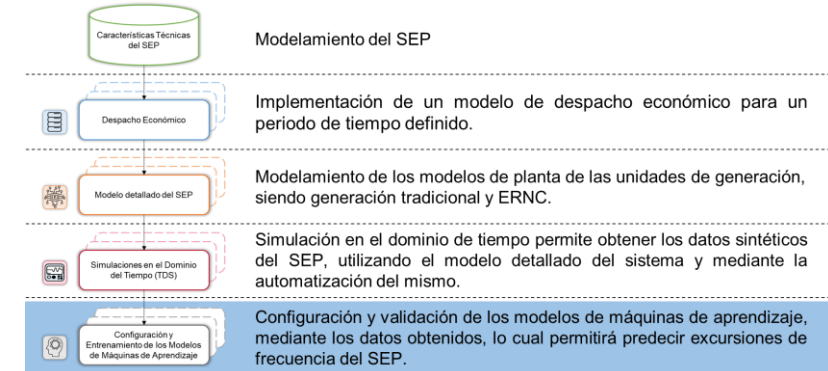 Características Técnicas
del SEP
Modelamiento del SEP
Despacho Económico
Implementación de un modelo de despacho económico para un
periodo de tiempo definido.
Modelo detallado del SEP
Modelamiento de los modelos de planta de las unidades de generación,
siendo generación tradicional y ERNC.
Simulaciones en el Dominio
del Tiempo (TDS)
Simulación en el dominio de tiempo permite obtener los datos sintéticos
del SEP, utilizando el modelo detallado del sistema y mediante la
automatización del mismo.
Configuración y
Entrenamiento de los Modelos
de Máquinas de Aprendizaje
Configuración y validación de los modelos de máquinas de aprendizaje,
mediante los datos obtenidos, lo cual permitirá predecir excursiones de
frecuencia del SEP.